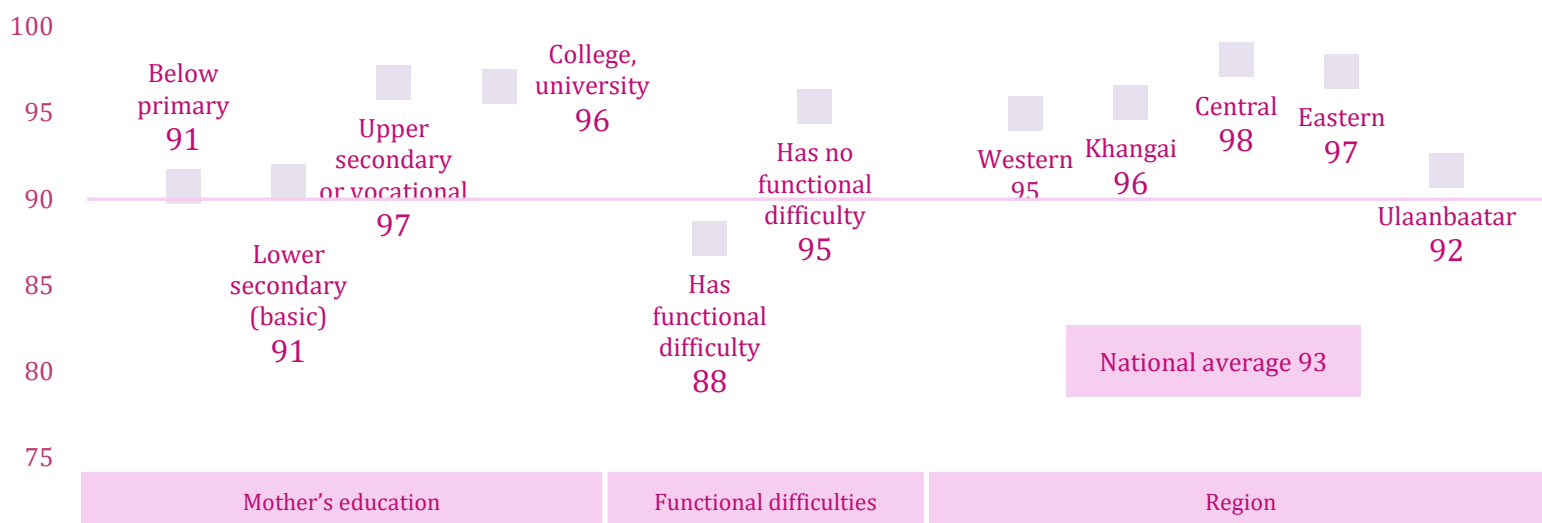 100
95
90
85
80
75
Below
primary
91
Lower
secondary
(basic)
91
Upper
secondary
or vocational
97
College,
university
96
Has
functional
difficulty
88
Has no
functional
difficulty
95
Western
95
Khangai
96
Central
98
Eastern
97
Ulaanbaatar
92
National average 93
Mother’s education
Functional difficulties
Region